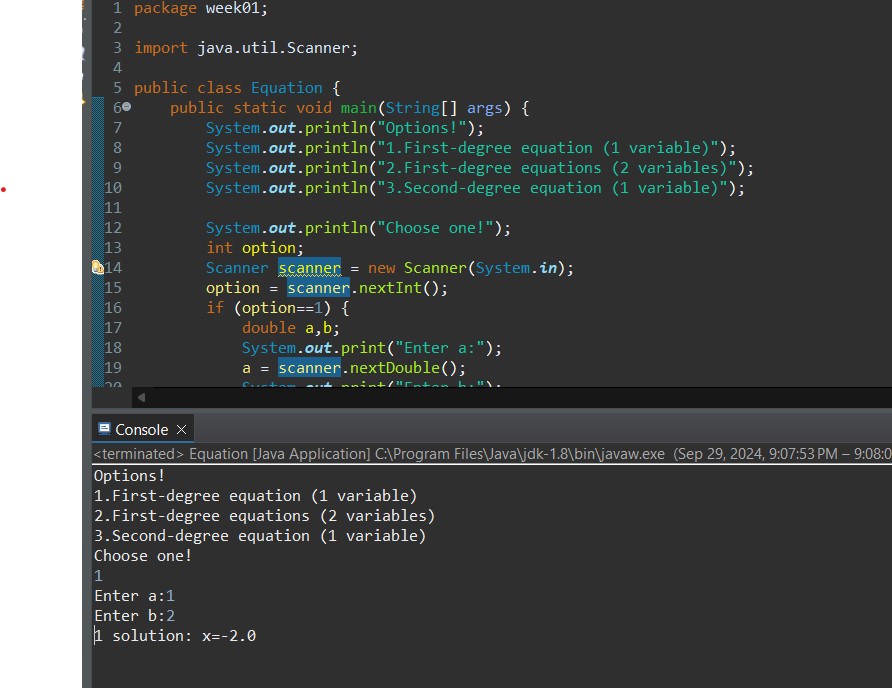 1 package week01;
2
3 import java.util.Scanner;
4
5 public class Equation {
6 public static void main(String[] args) {
7 System.out.println("Options!");
8 System.out.println("1.First-degree equation (1 variable)");
9 System.out.println("2.First-degree equations (2 variables)");
10 System.out.println("3.Second-degree equation (1 variable)");
11
12 System.out.println("Choose one!");
13 int option;
14 Scanner scanner = new Scanner(System.in);
15 option = scanner.nextInt();
16 if (option==1) {
17 double a,b;
18 System.out.print("Enter a:");
19 a = scanner.nextDouble();
20 System.out.print("Enter b:");
Console
<terminated> Equation [Java Application] C:\Program Files\Java\jdk-1.8\bin\javaw.exe (Sep 29, 2024, 9:07:53 PM – 9:08:0
Options!
1.First-degree equation (1 variable)
2.First-degree equations (2 variables)
3.Second-degree equation (1 variable)
Choose one!
1
Enter a:1
Enter b:2
1 solution: x=-2.0